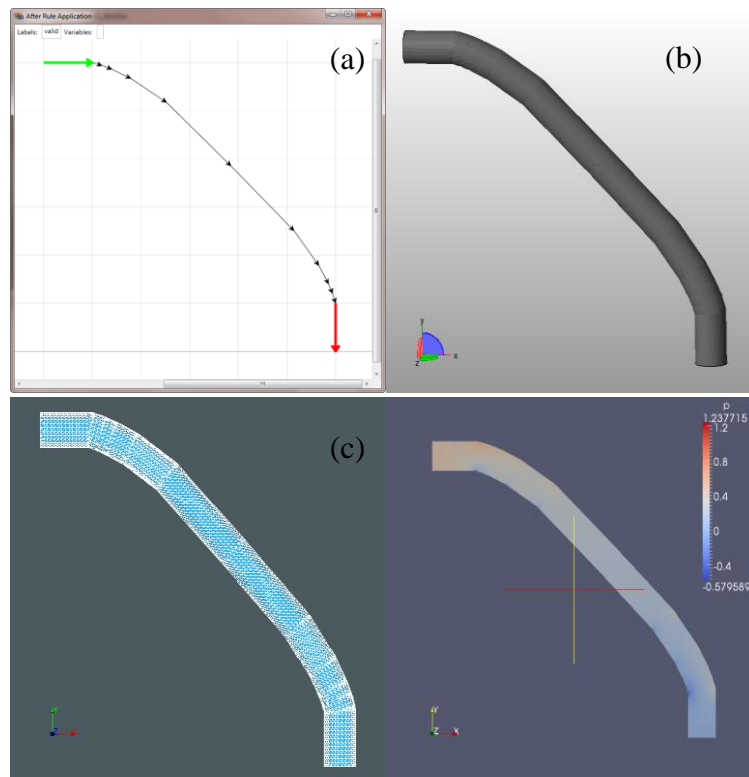 After Rule Application
Labels: valid Variables:
(a)
(b)
y
x
z
(c)
Y
Z
p
1.237715
1.2
0.8
0.4
0
-0.4
-0.579589
Y
Z X